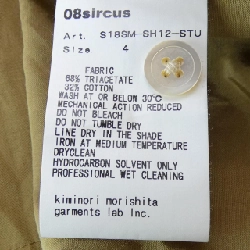 08sircus
Art. S18SM-SH12-STU
Size 4
FABRIC
68% TRIACETATE
32% COTTON
WASH AT OR BELOW 30°C
MECHANICAL ACTION REDUCED
DO NOT BLEACH
DO NOT TUMBLE DRY
LINE DRY IN THE SHADE
IRON AT MEDIUM TEMPERATURE
DRYCLEAN
HYDROCARBON SOLVENT ONLY
PROFESSIONAL WET CLEANING
kiminori morishita
garments lab Inc.